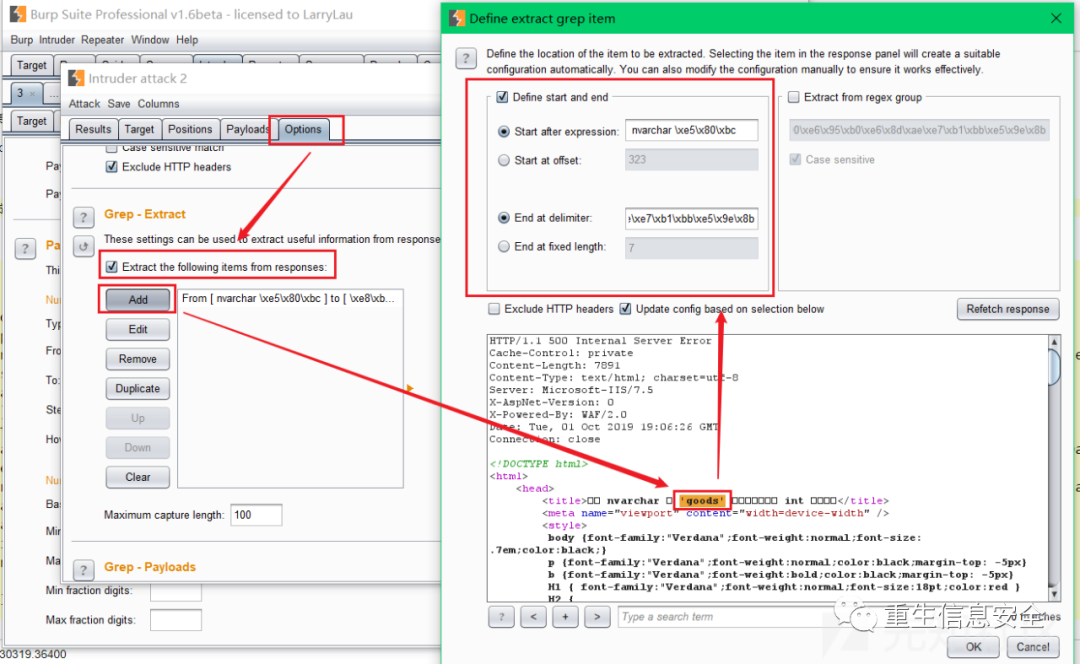 Burp Suite Professional v1.6beta - licensed to LarryLau
Burp Intruder Repeater Window Help
Target
3
...
Target
Intruder attack 2
Attack Save Columns
Results Target Positions Payloads Options
Case sensitive match
Exclude HTTP headers
?
Grep - Extract
These settings can be used to extract useful information from response
Extract the following items from responses:
Add
Edit
Remove
Duplicate
Up
Down
Clear
From [ nvarchar \xe5\x80\xbc ] to [ \xe8\xb...
Maximum capture length: 100
?
Grep - Payloads
?
Min fraction digits:
Max fraction digits:
30319.36400
Define extract grep item
?
Define the location of the item to be extracted. Selecting the item in the response panel will create a suitable
configuration automatically. You can also modify the configuration manually to ensure it works effectively.
Define start and end
Start after expression: nvarchar \xe5\x80\xbc
Start at offset: 323
End at delimiter: \xe7\xb1\xbb\xe5\x9e\x8b
End at fixed length: 7
Extract from regex group
0\xe6\x95\xb0\xe6\x8d\xae\xe7\xb1\xbb\xe5\x9e\x8b
Case sensitive
Exclude HTTP headers Update config based on selection below
Refetch response
HTTP/1.1 500 Internal Server Error
Cache-Control: private
Content-Length: 7891
Content-Type: text/html; charset=utf-8
Server: Microsoft-IIS/7.5
X-AspNet-Version: 0
X-Powered-By: WAF/2.0
Date: Tue, 01 Oct 2019 19:06:26 GMT
Connection: close
<!DOCTYPE html>
<html>
<head>
<title>□□ nvarchar □ 'goods' □□□□□□□ int □□□□</title>
<meta name="viewport" content="width=device-width" />
<style>
body {font-family:"Verdana";font-weight:normal;font-size:
.7em;color:black;}
p {font-family:"Verdana";font-weight:normal;color:black;margin-top: -5px}
b {font-family:"Verdana";font-weight:bold;color:black;margin-top: -5px}
H1 { font-family:"Verdana";font-weight:normal;font-size:18pt;color:red }
H2 {
? < + > Type a search term
重生信息安全
OK Cancel